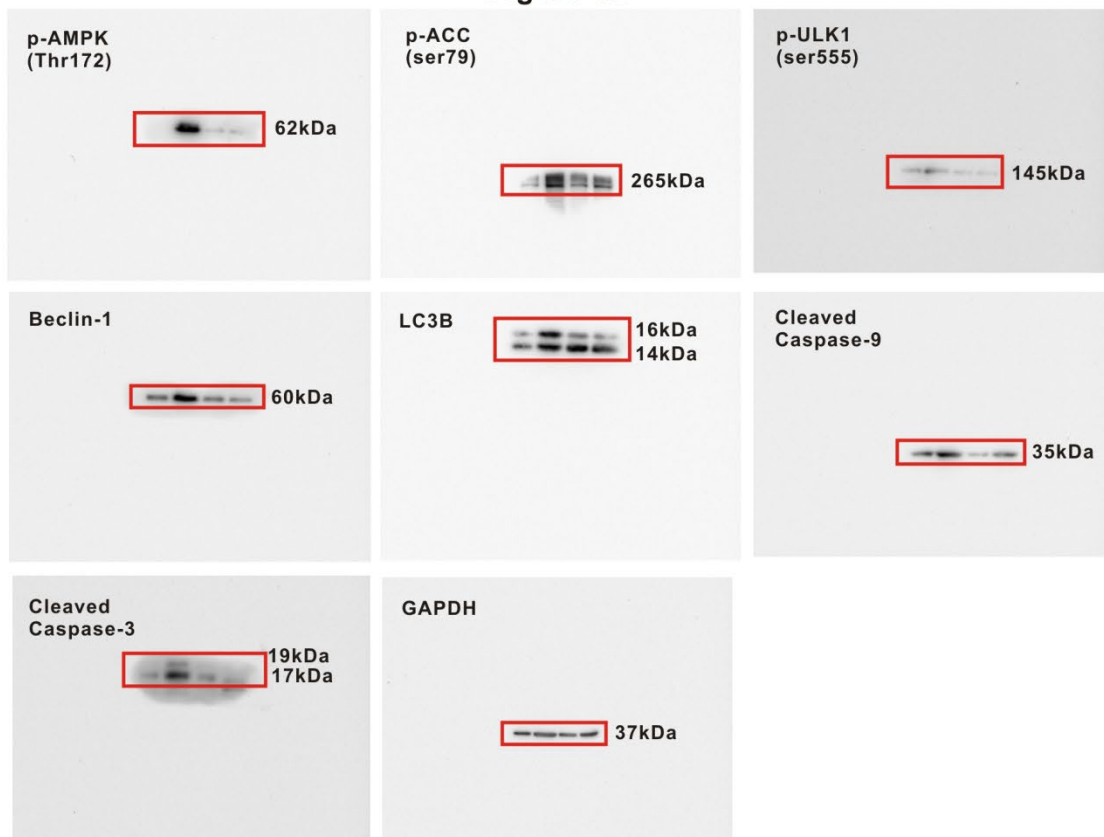 p-AMPK
(Thr172)
62kDa
p-ACC
(ser79)
265kDa
p-ULK1
(ser555)
145kDa
Beclin-1
60kDa
LC3B
16kDa
14kDa
Cleaved
Caspase-9
35kDa
Cleaved
Caspase-3
19kDa
17kDa
GAPDH
37kDa